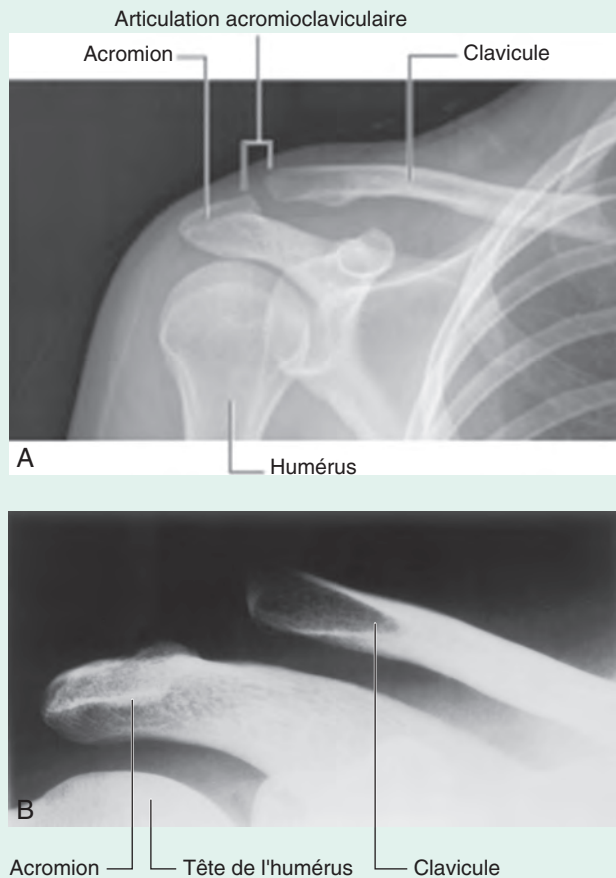 Articulation acromioclaviculaire
Acromion
Clavicule
A
Humérus
B
Acromion
Tête de l'humérus
Clavicule